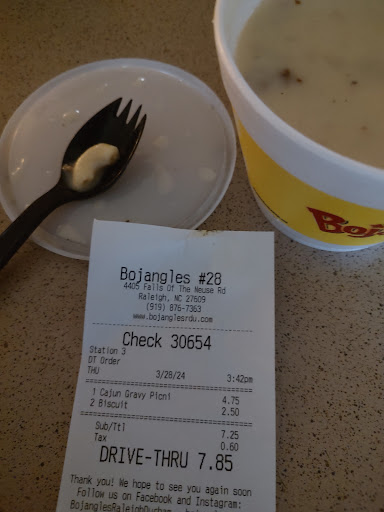 Boj
Bojangles #28
4405 Falls Of The Neuse Rd
Raleigh, NC 27609
(919) 876-7363
www.bojanglesrdu.com
Check 30654
Station 3
DT Order
THU 3/28/24 3:42pm
1 Cajun Gravy Picni 4.75
2 Biscuit 2.50
Sub/Ttl 7.25
Tax 0.60
DRIVE-THRU 7.85
Thank you! We hope to see you again soon
Follow us on Facebook and Instagram:
BojanglesRaleighDurham